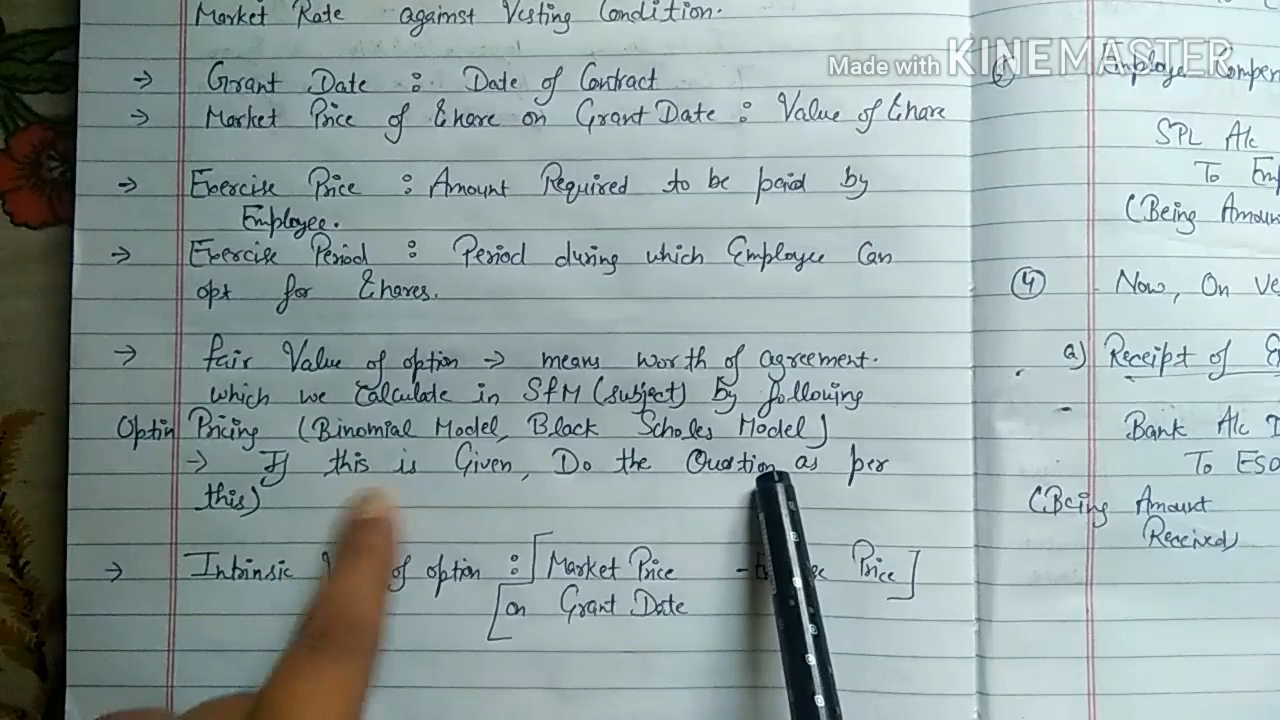 Market Rate against Vesting Condition.
Made with KINEMASTER
→ Grant Date : Date of Contract
→ Market Price of Share on Grant Date : Value of Share
→ Exercise Price : Amount Required to be paid by
Employee.
→ Exercise Period : Period during which Employee Can
opt for Shares.
→ fair Value of option → means worth of agreement.
which we Calculate in SFM (subject) by following
Option Pricing (Binomial Model, Black Scholes Model)
→ If this is Given, Do the Question as per
this)
→ Intrinsic of option : [Market Price - Price]
on Grant Date
SPL A/c
To
(Being Amount
④ Now, On
a) Receipt of
Bank A/c
To
(Being Amount
Received)